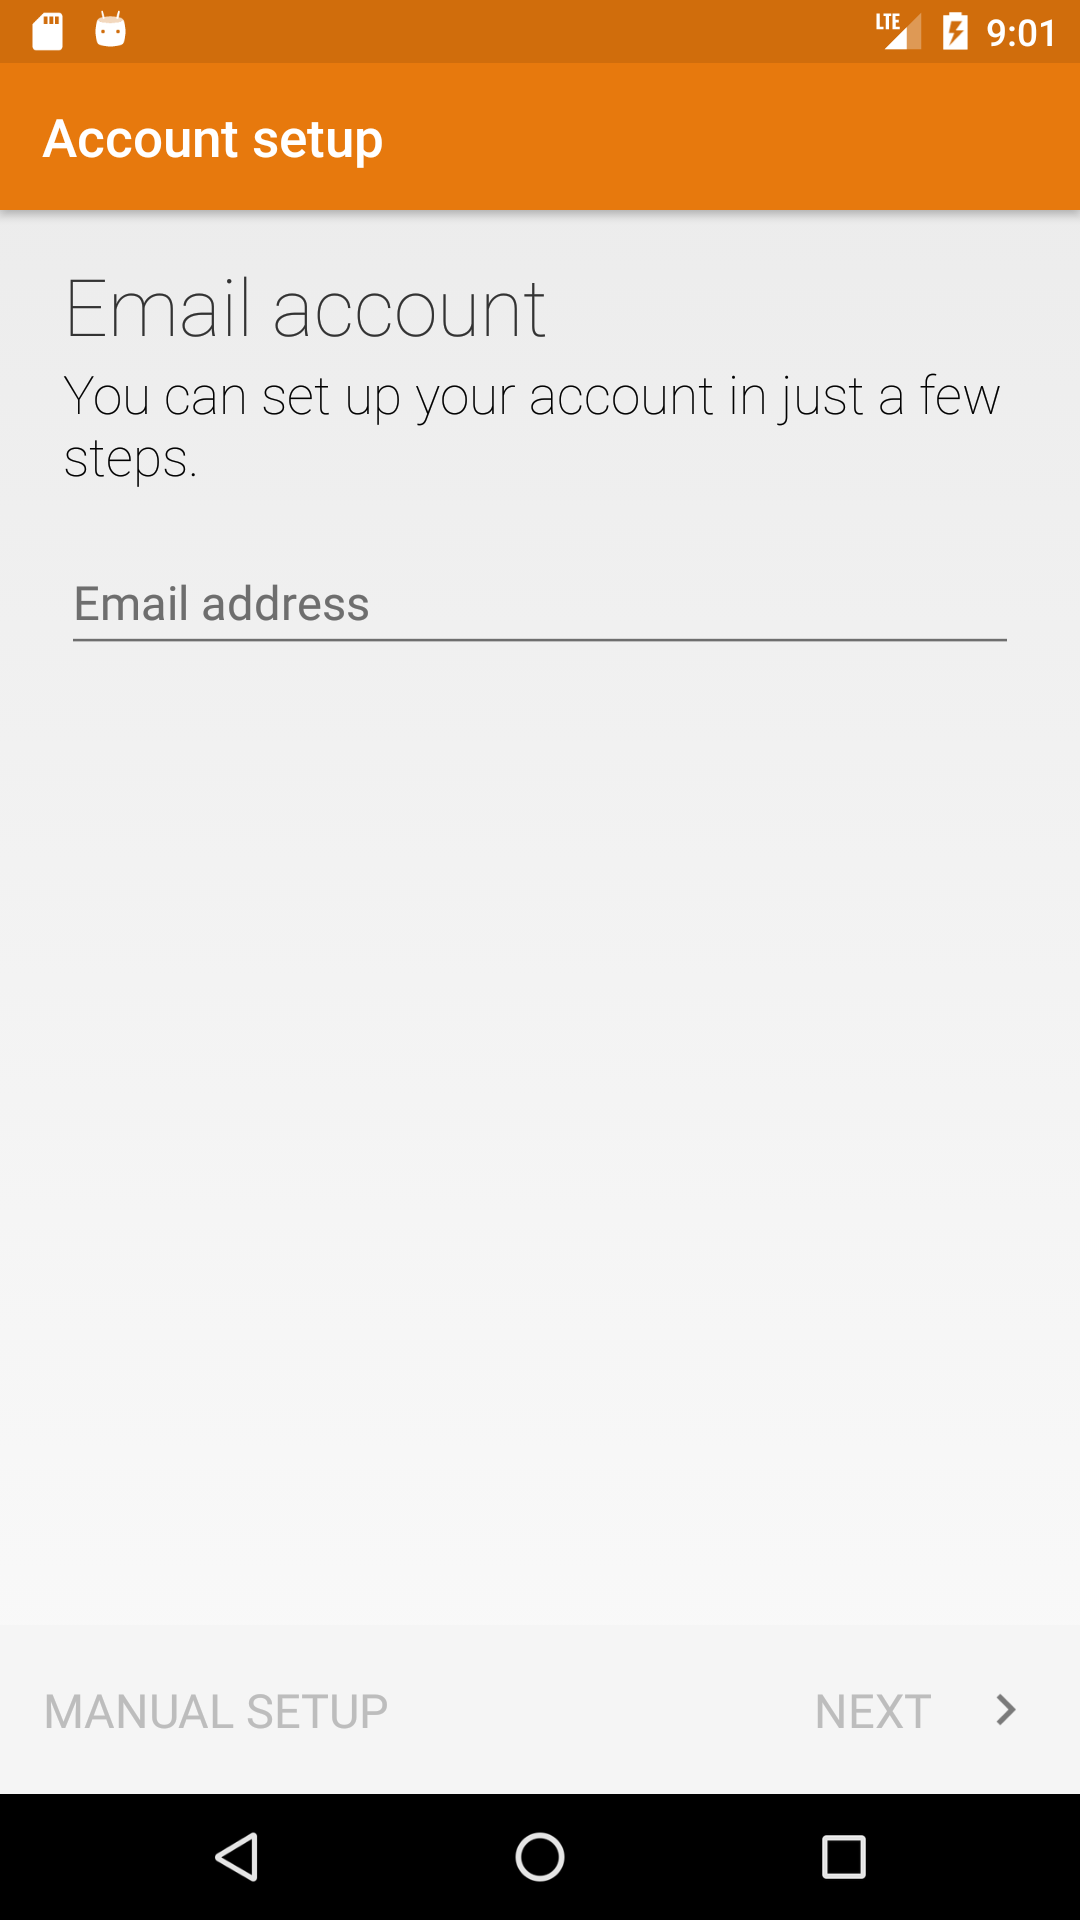 LTE 9:01
Account setup
Email account
You can set up your account in just a few
steps.
Email address
MANUAL SETUP NEXT